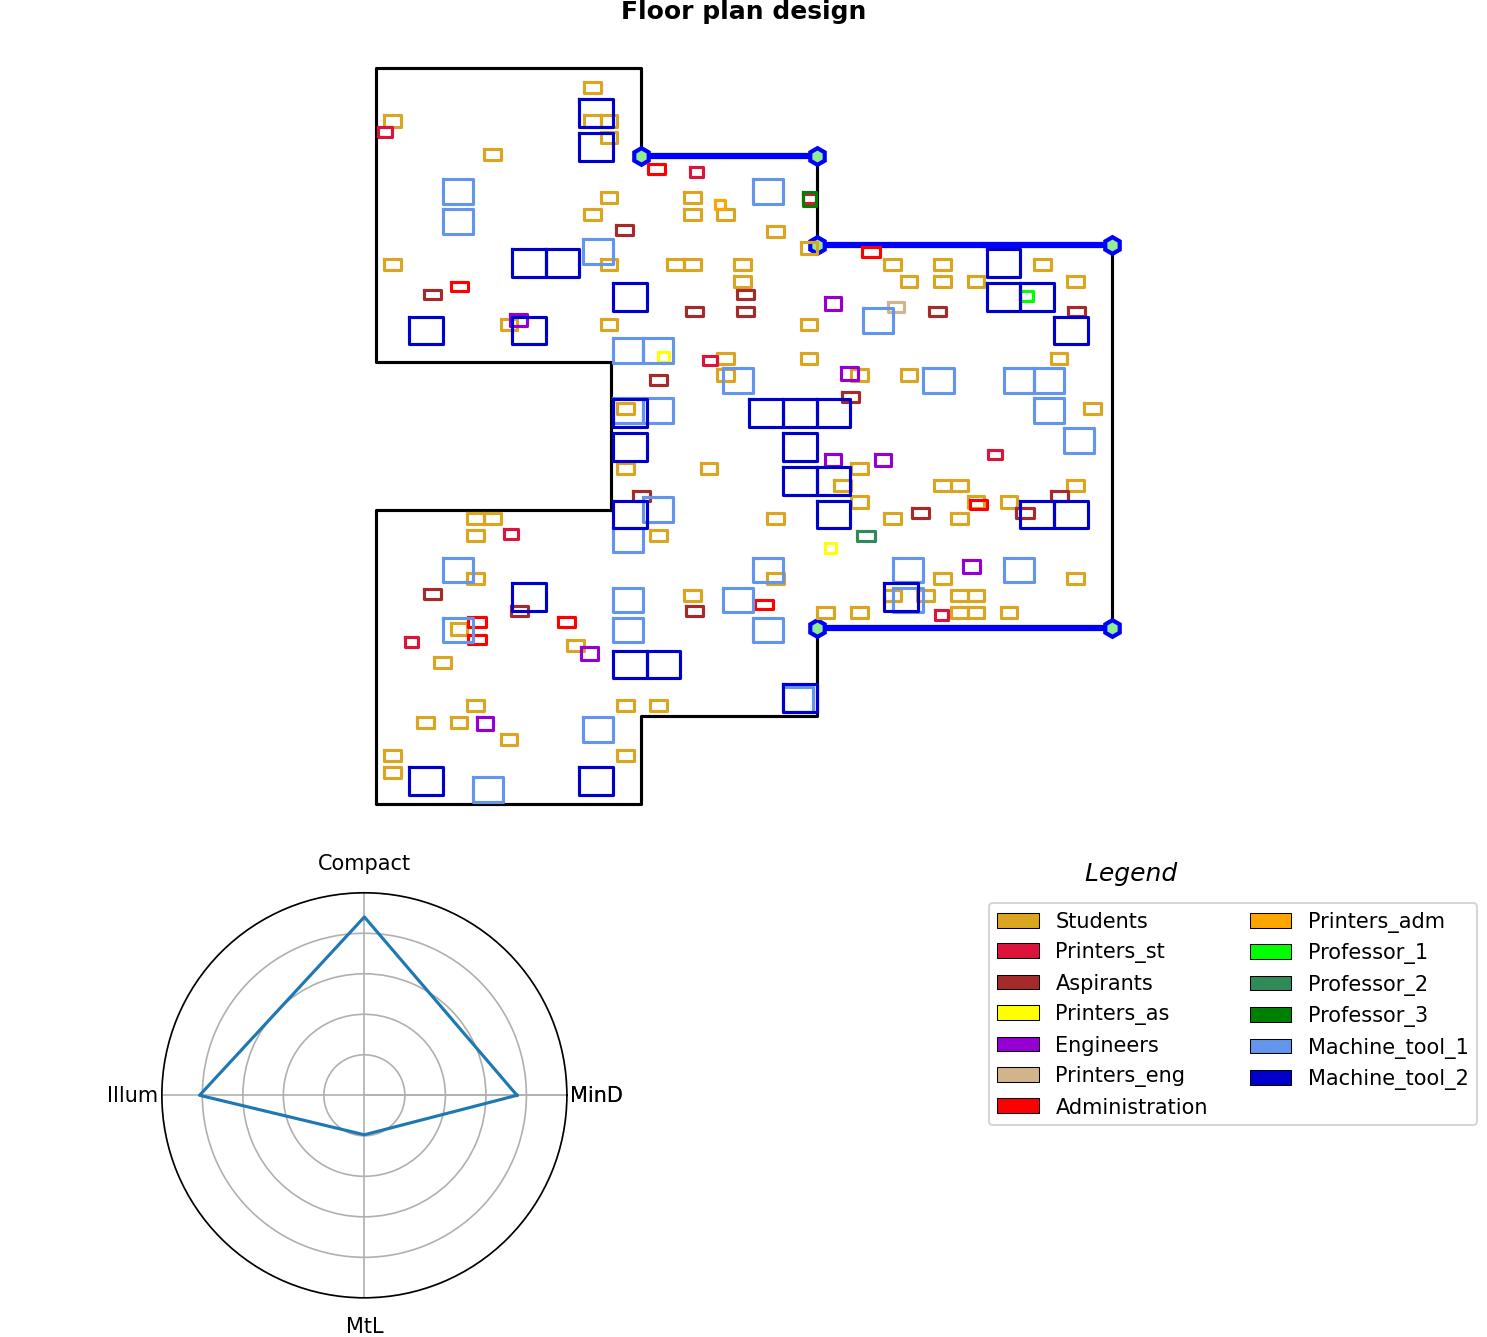 Floor plan design
Compact
Illum
MinD
MtL
Legend
Students
Printers_st
Aspirants
Printers_as
Engineers
Printers_eng
Administration
Printers_adm
Professor_1
Professor_2
Professor_3
Machine_tool_1
Machine_tool_2